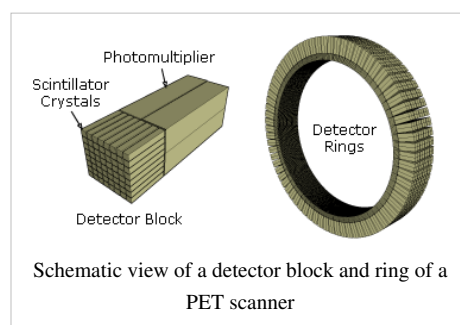 Photomultiplier
Scintillator
Crystals
Detector
Rings
Detector Block
Schematic view of a detector block and ring of a
PET scanner